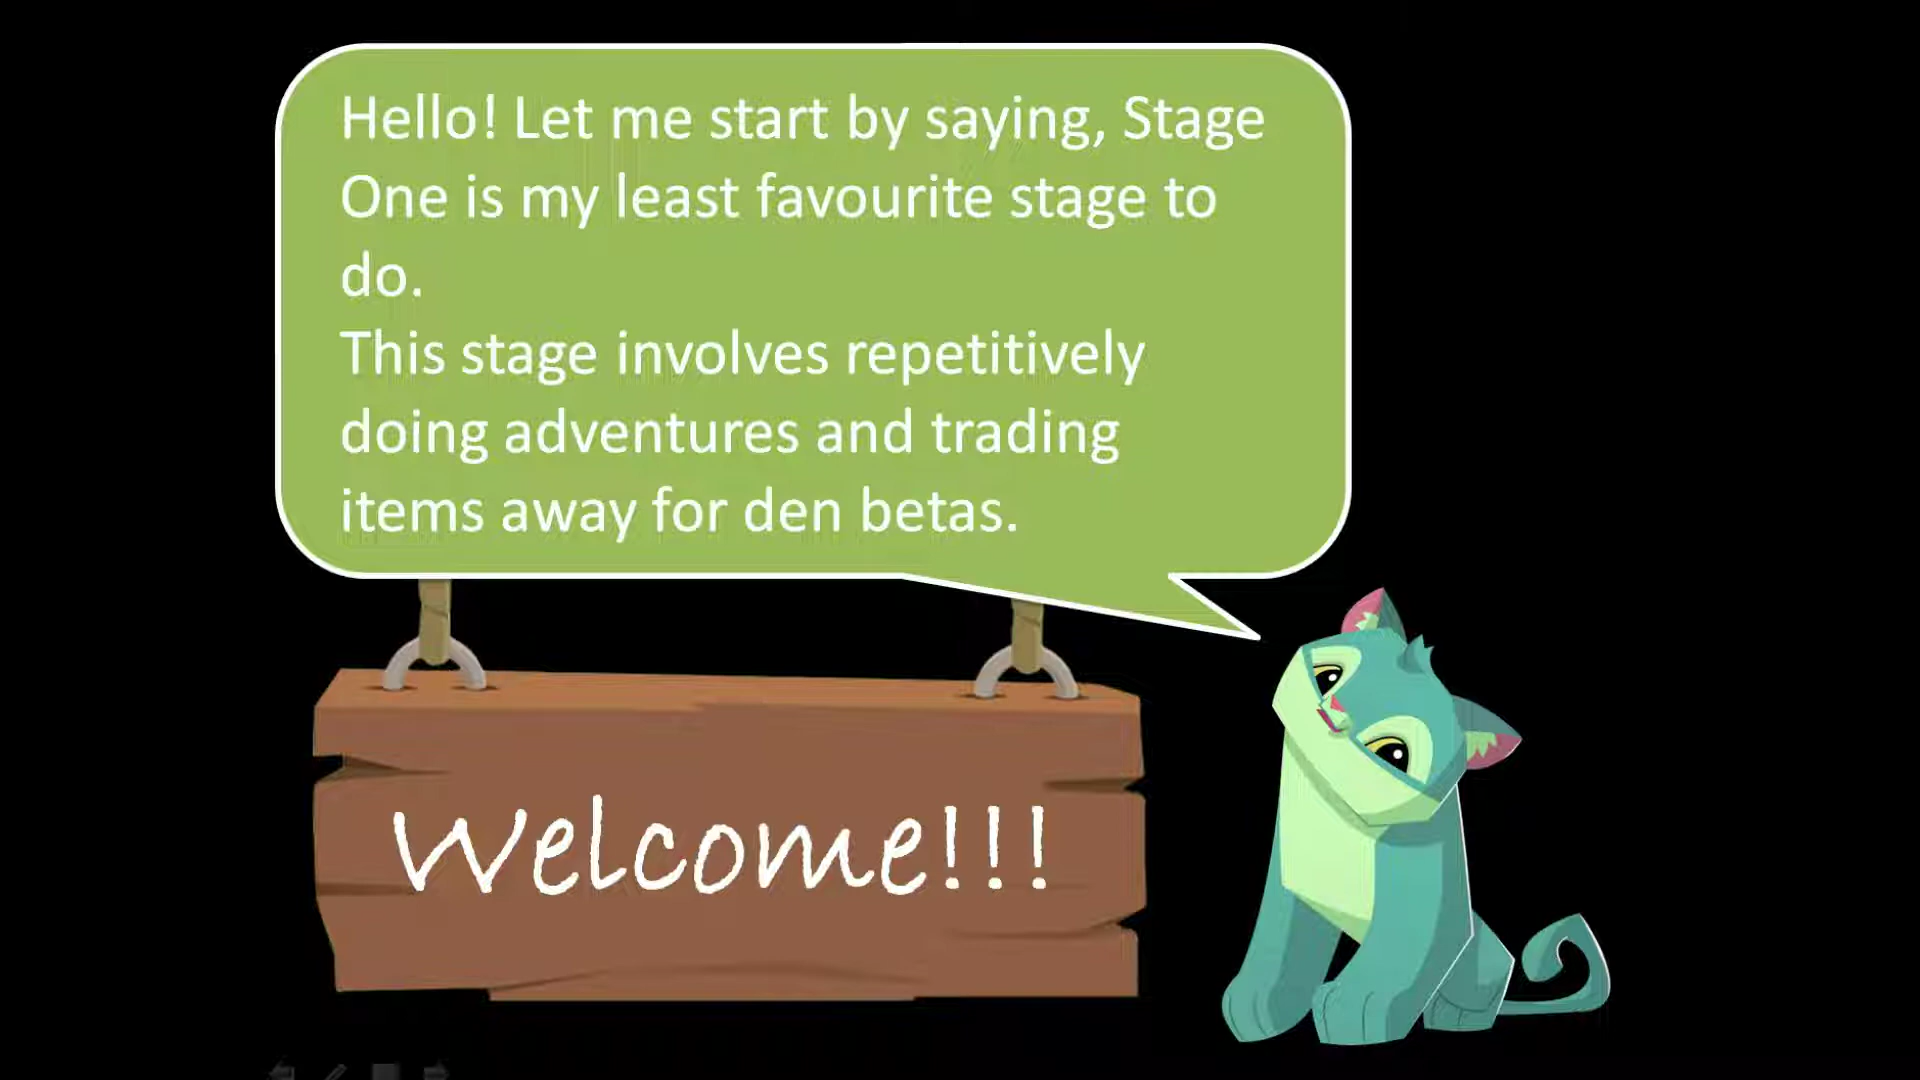 Hello! Let me start by saying, Stage
One is my least favourite stage to
do.
This stage involves repetitively
doing adventures and trading
items away for den betas.
Welcome!!!